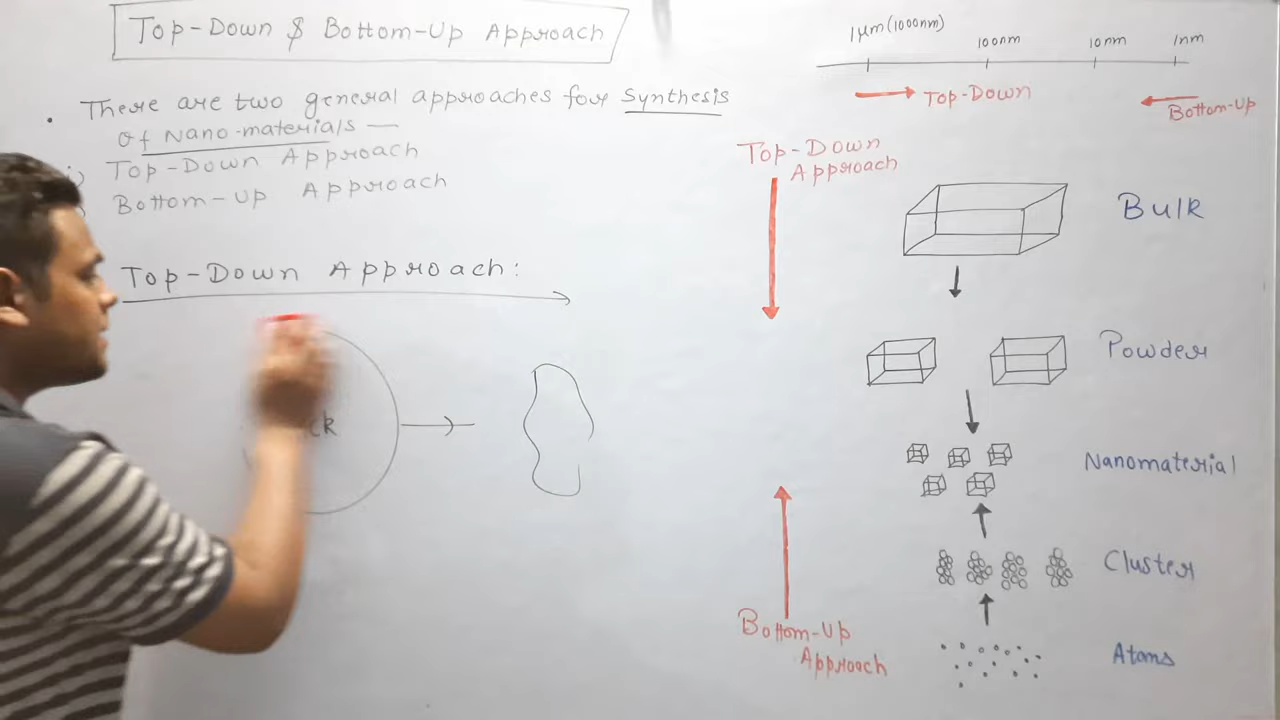 Top-Down & Bottom-Up Approach
• There are two general approaches for Synthesis
of Nano-materials —
Top-Down Approach
Bottom-up Approach
Top-Down Approach:
1μm(1000nm)
100nm
10nm
1nm
Top-Down
Bottom-Up
Top-Down
Approach
Bulk
Powder
Nanomaterial
Cluster
Bottom-Up
Approach
Atoms